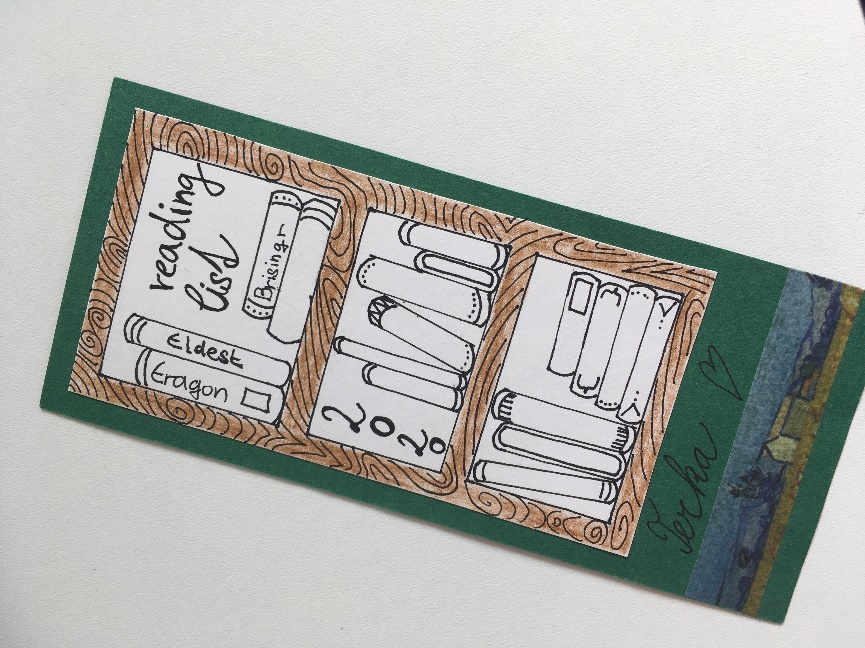 reading
list
Brisingr
Eldest
Eragon
2020
Terka